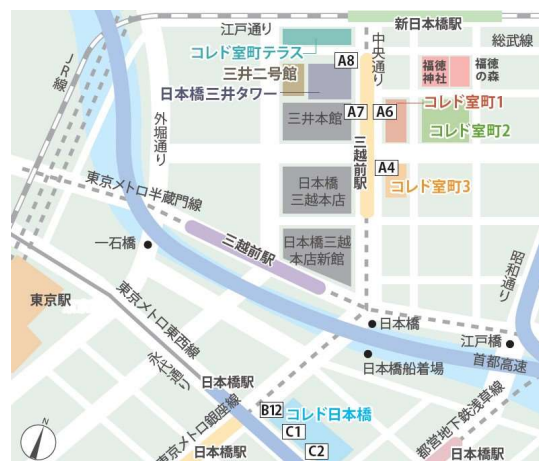 江戸通り
新日本橋駅
コレド室町テラス
中央通り
総武線
JR線
三井二号館
A8
福徳
神社
福徳
の森
日本橋三井タワー
外堀通り
三井本館
A7
A6
コレド室町1
コレド室町2
三越前駅
東京メトロ半蔵門線
日本橋
三越本店
A4
コレド室町3
日本橋三越
本店新館
一石橋
三越前駅
昭和通り
東京駅
東京メトロ東西線
日本橋
江戸橋
首都高速
永代通り
日本橋船着場
日本橋駅
東京メトロ銀座線
B12
コレド日本橋
C1
都営地下鉄浅草線
N
日本橋駅
C2
日本橋駅